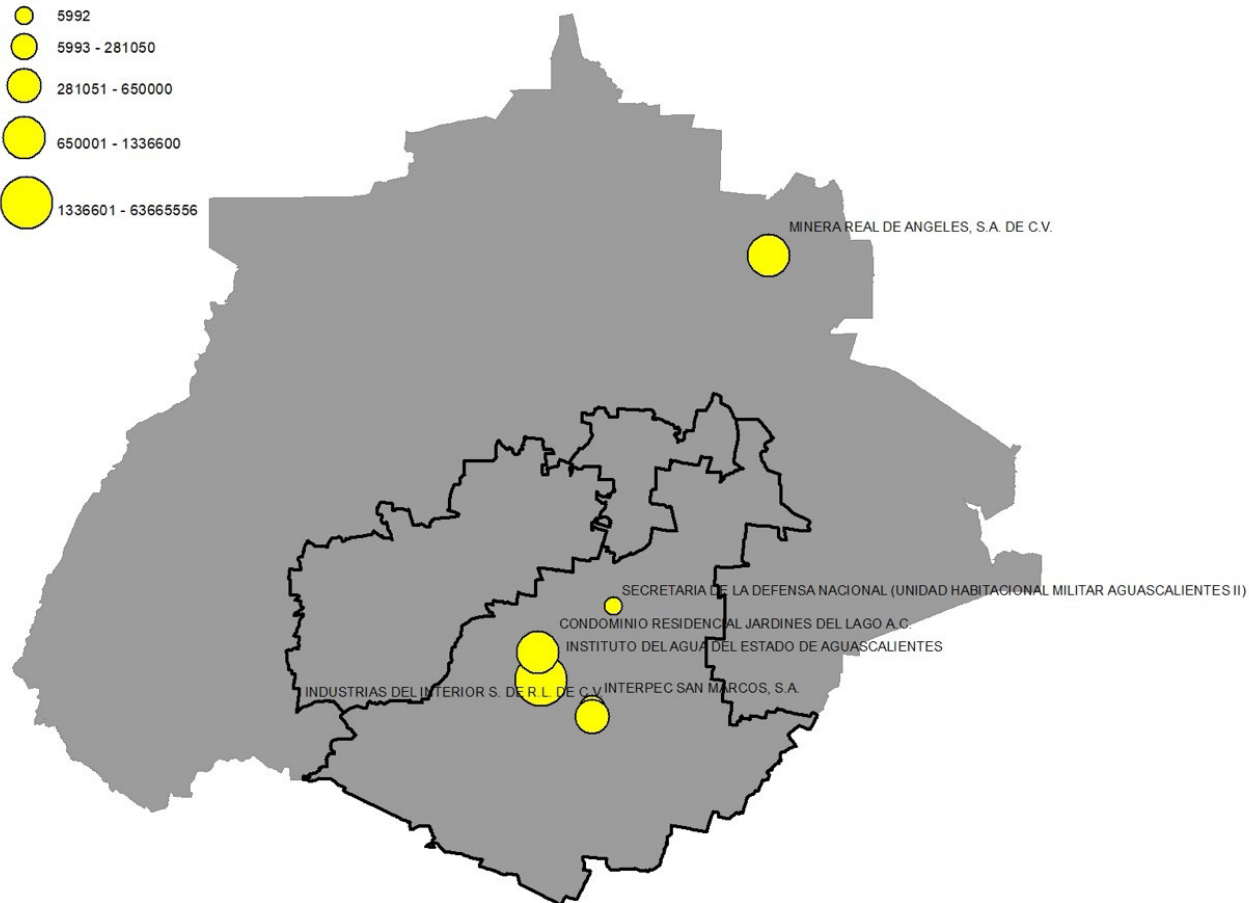 5992
5993 - 281050
281051 - 650000
650001 - 1336600
1336601 - 63665556
MINERA REAL DE ANGELES, S.A. DE C.V.
SECRETARIA DE LA DEFENSA NACIONAL (UNIDAD HABITACIONAL MILITAR AGUASCALIENTES II)
CONDOMINIO RESIDENCIAL JARDINES DEL LAGO A.C.
INSTITUTO DEL AGUA DEL ESTADO DE AGUASCALIENTES
INDUSTRIAS DEL INTERIOR S. DE R.L. DE C.V.
INTERPEC SAN MARCOS, S.A.